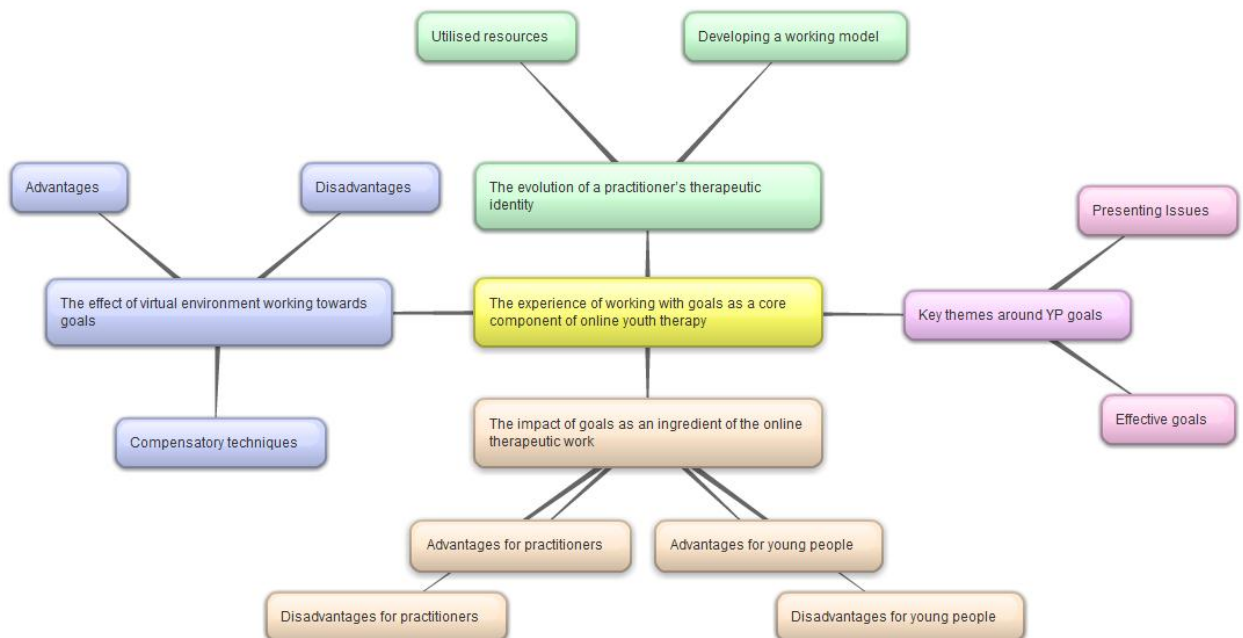 Utilised resources
Developing a working model
Advantages
Disadvantages
The evolution of a practitioner's therapeutic
identity
Presenting Issues
The effect of virtual environment working towards
goals
The experience of working with goals as a core
component of online youth therapy
Key themes around YP goals
Compensatory techniques
The impact of goals as an ingredient of the online
therapeutic work
Effective goals
Advantages for practitioners
Advantages for young people
Disadvantages for practitioners
Disadvantages for young people